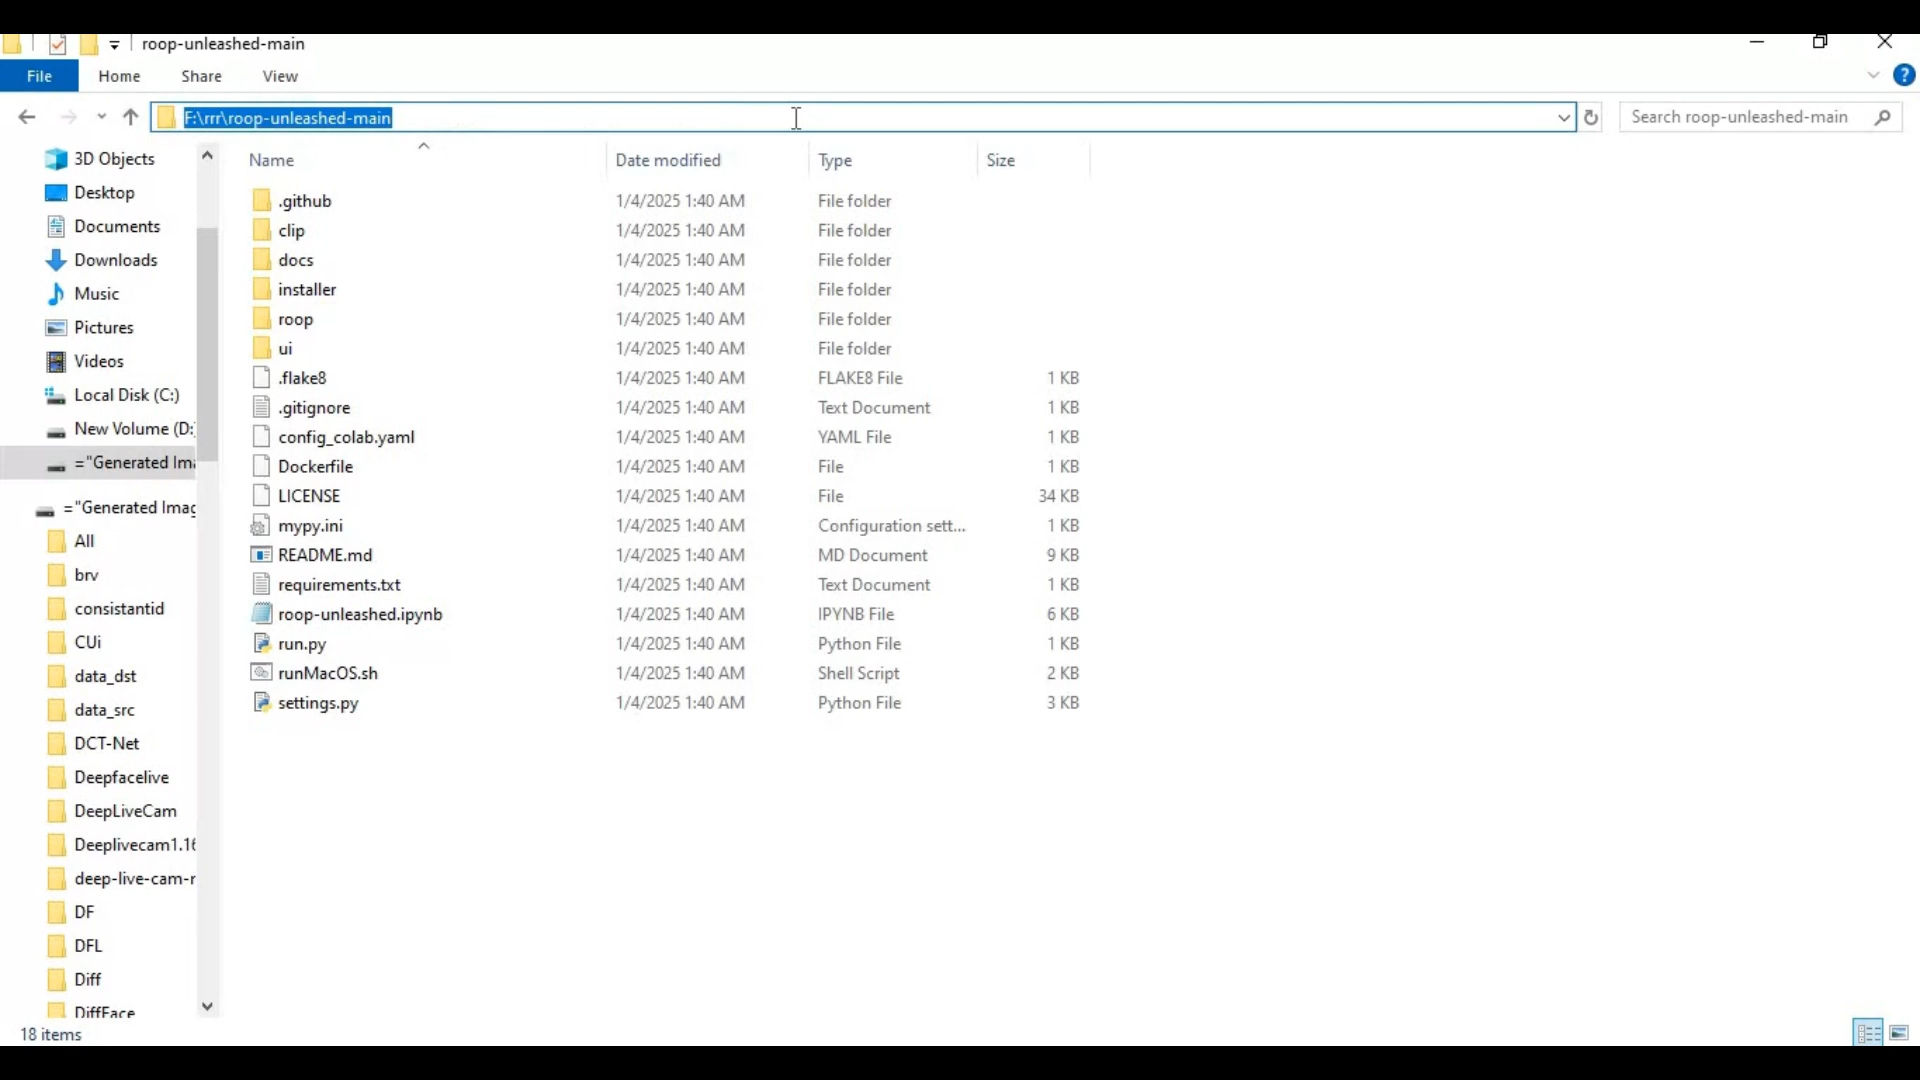 roop-unleashed-main
File Home Share View
F:\rrr\roop-unleashed-main
Search roop-unleashed-main
Name Date modified Type Size
3D Objects
Desktop
Documents
Downloads
Music
Pictures
Videos
Local Disk (C:)
New Volume (D:
="Generated Ima
="Generated Imag
All
brv
consistantid
CUi
data_dst
data_src
DCT-Net
Deepfacelive
DeepLiveCam
Deeplivecam1.16
deep-live-cam-r
DF
DFL
Diff
DiffFace
.github 1/4/2025 1:40 AM File folder
clip 1/4/2025 1:40 AM File folder
docs 1/4/2025 1:40 AM File folder
installer 1/4/2025 1:40 AM File folder
roop 1/4/2025 1:40 AM File folder
ui 1/4/2025 1:40 AM File folder
.flake8 1/4/2025 1:40 AM FLAKE8 File 1 KB
.gitignore 1/4/2025 1:40 AM Text Document 1 KB
config_colab.yaml 1/4/2025 1:40 AM YAML File 1 KB
Dockerfile 1/4/2025 1:40 AM File 1 KB
LICENSE 1/4/2025 1:40 AM File 34 KB
mypy.ini 1/4/2025 1:40 AM Configuration sett... 1 KB
README.md 1/4/2025 1:40 AM MD Document 9 KB
requirements.txt 1/4/2025 1:40 AM Text Document 1 KB
roop-unleashed.ipynb 1/4/2025 1:40 AM IPYNB File 6 KB
run.py 1/4/2025 1:40 AM Python File 1 KB
runMacOS.sh 1/4/2025 1:40 AM Shell Script 2 KB
settings.py 1/4/2025 1:40 AM Python File 3 KB
18 items